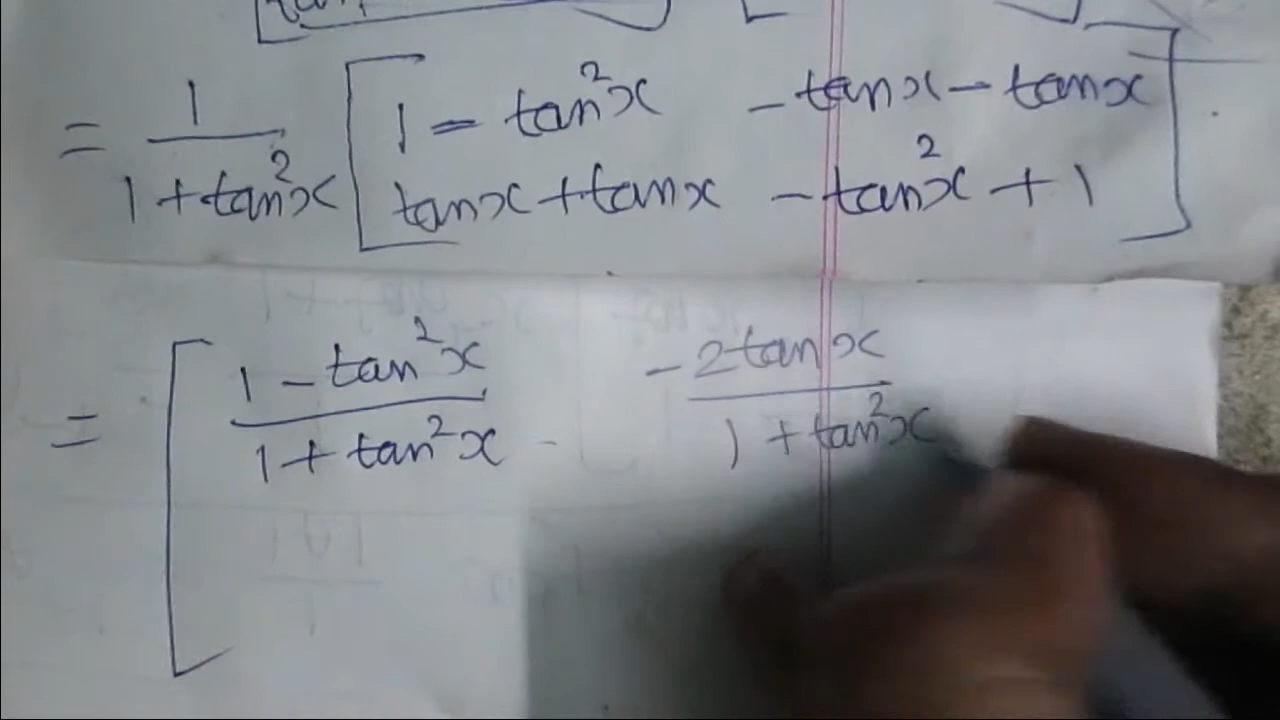 = 1 / 1 + tan²x [ 1 - tan²x   - tanx - tanx
tanx + tanx   - tan²x + 1 ]
= [ 1 - tan²x / 1 + tan²x   - 2tanx / 1 + tan²x